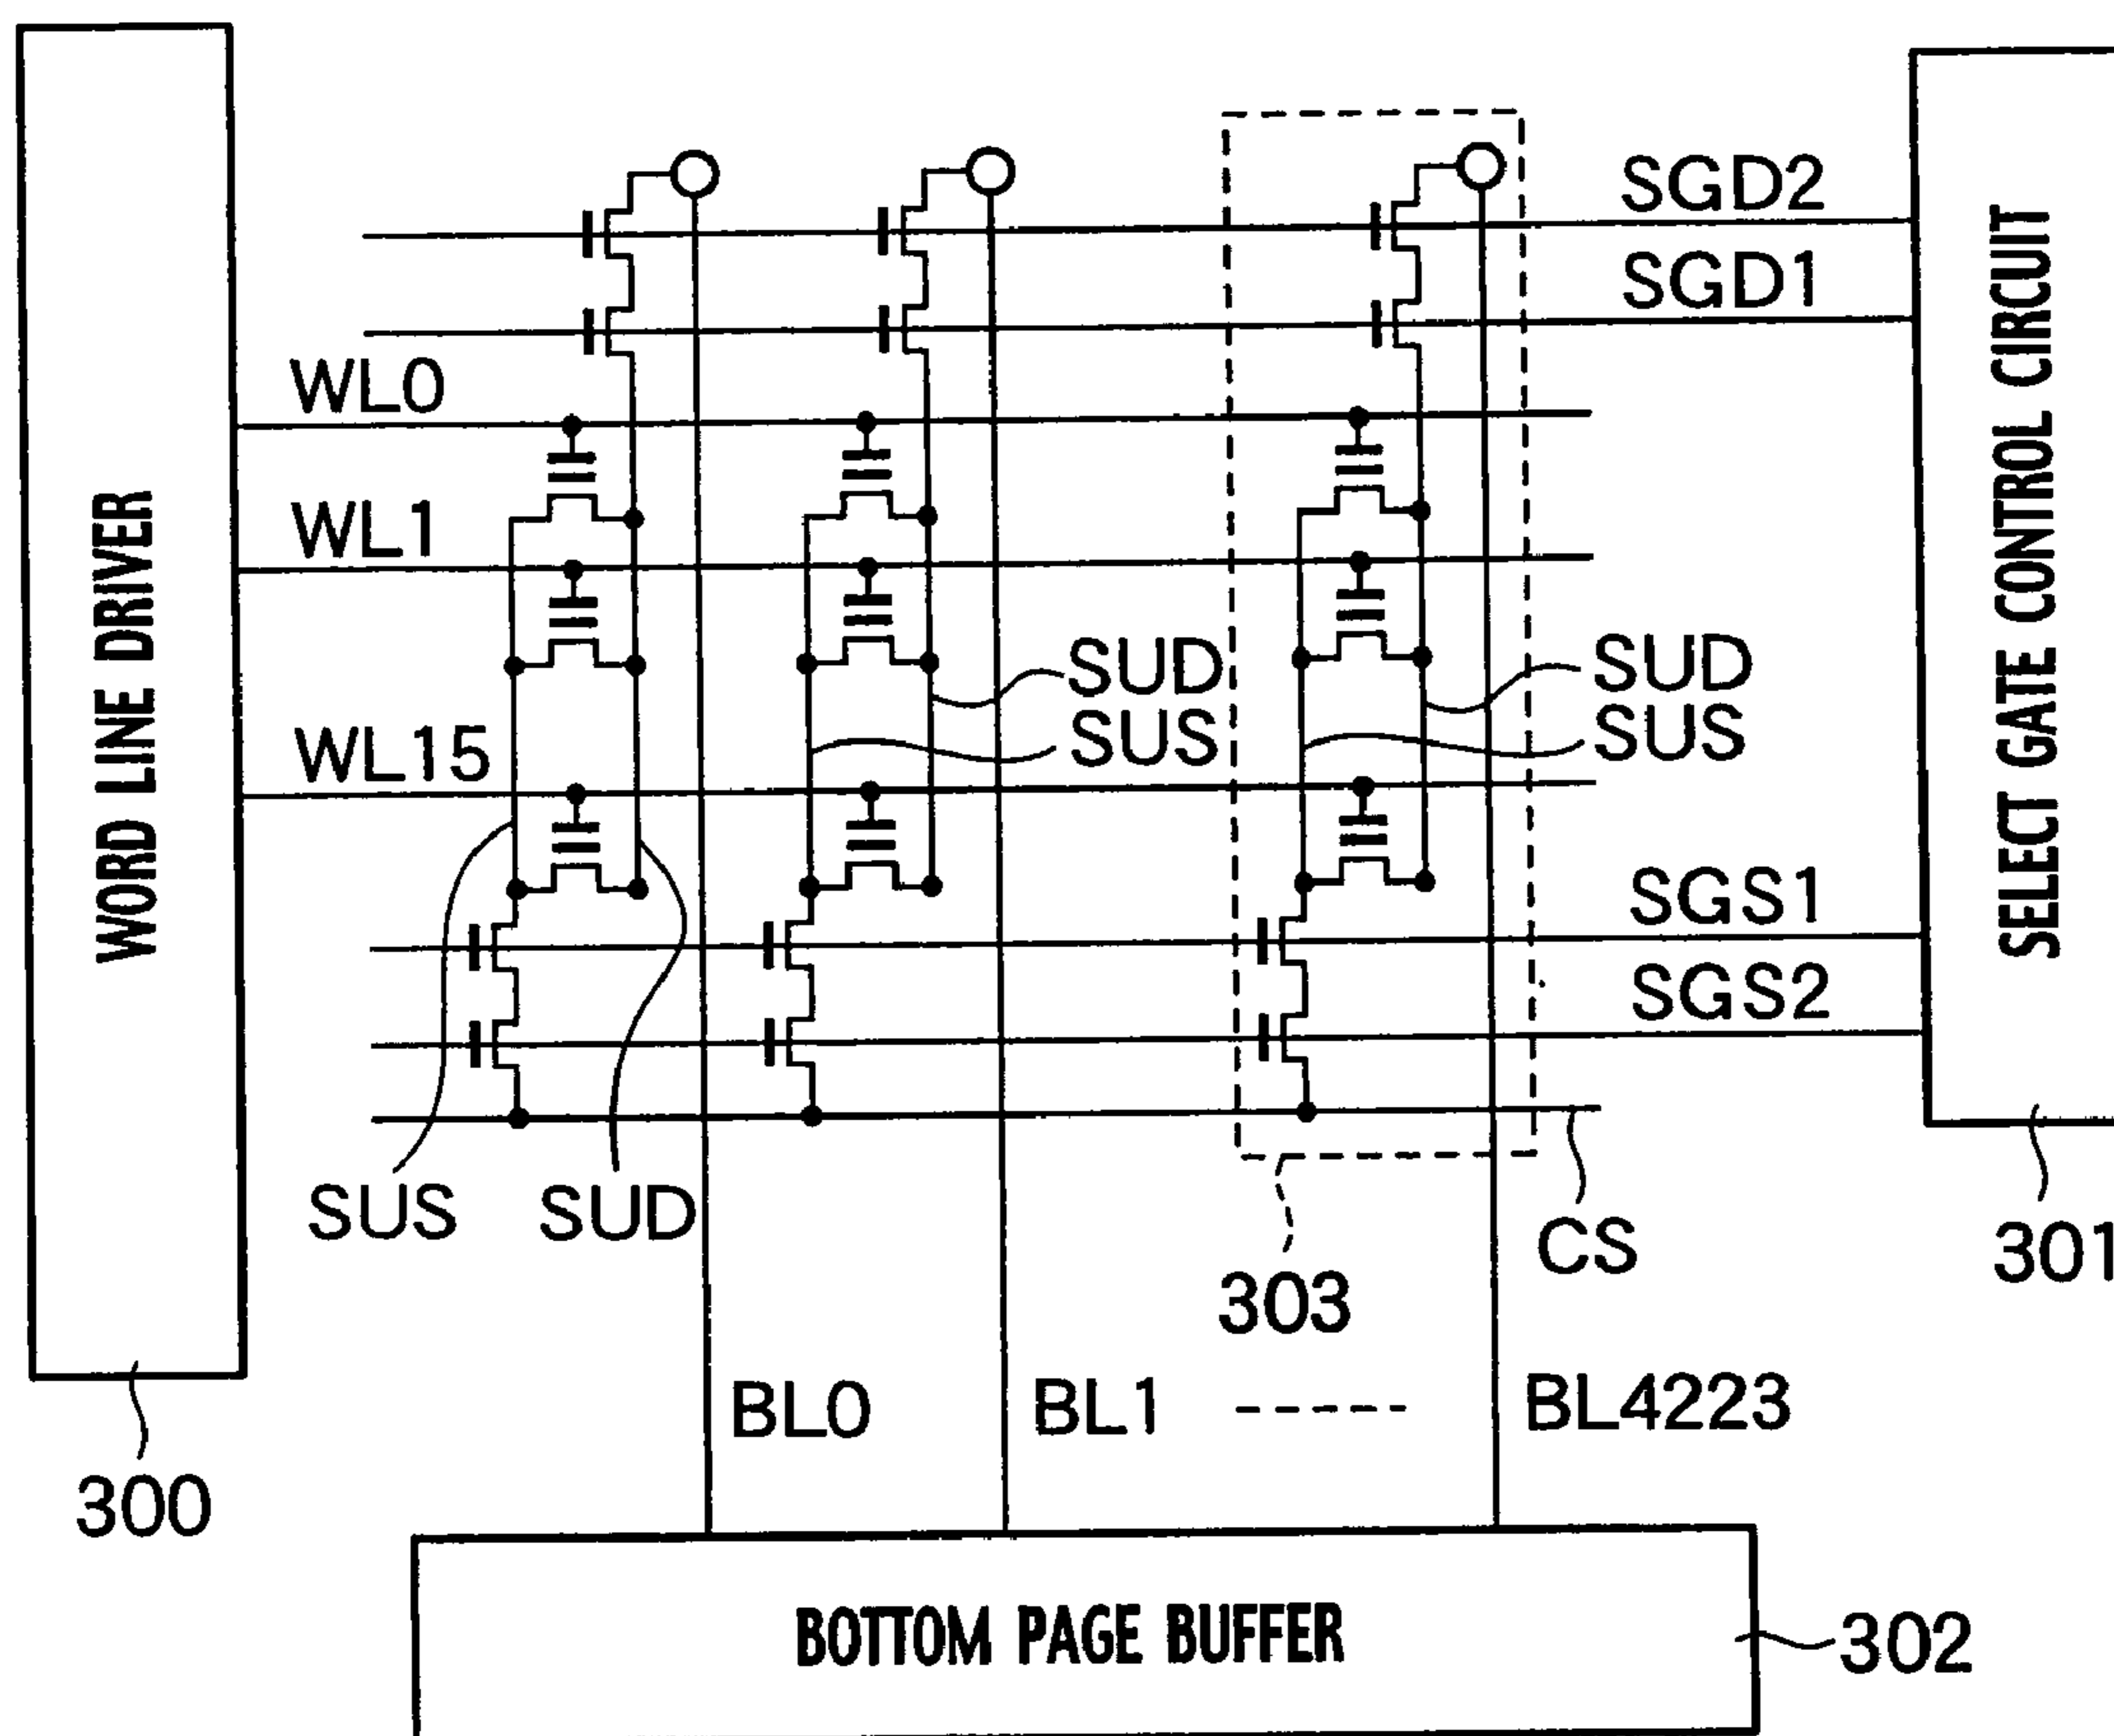 SGD2
SGD1
WL0
WL1
WL15
WORD LINE DRIVER
SELECT GATE CONTROL CIRCUIT
SUD
SUS
SUD
SUS
SGS1
SGS2
SUS
SUD
CS
301
303
BL0
BL1
BL4223
300
BOTTOM PAGE BUFFER
302